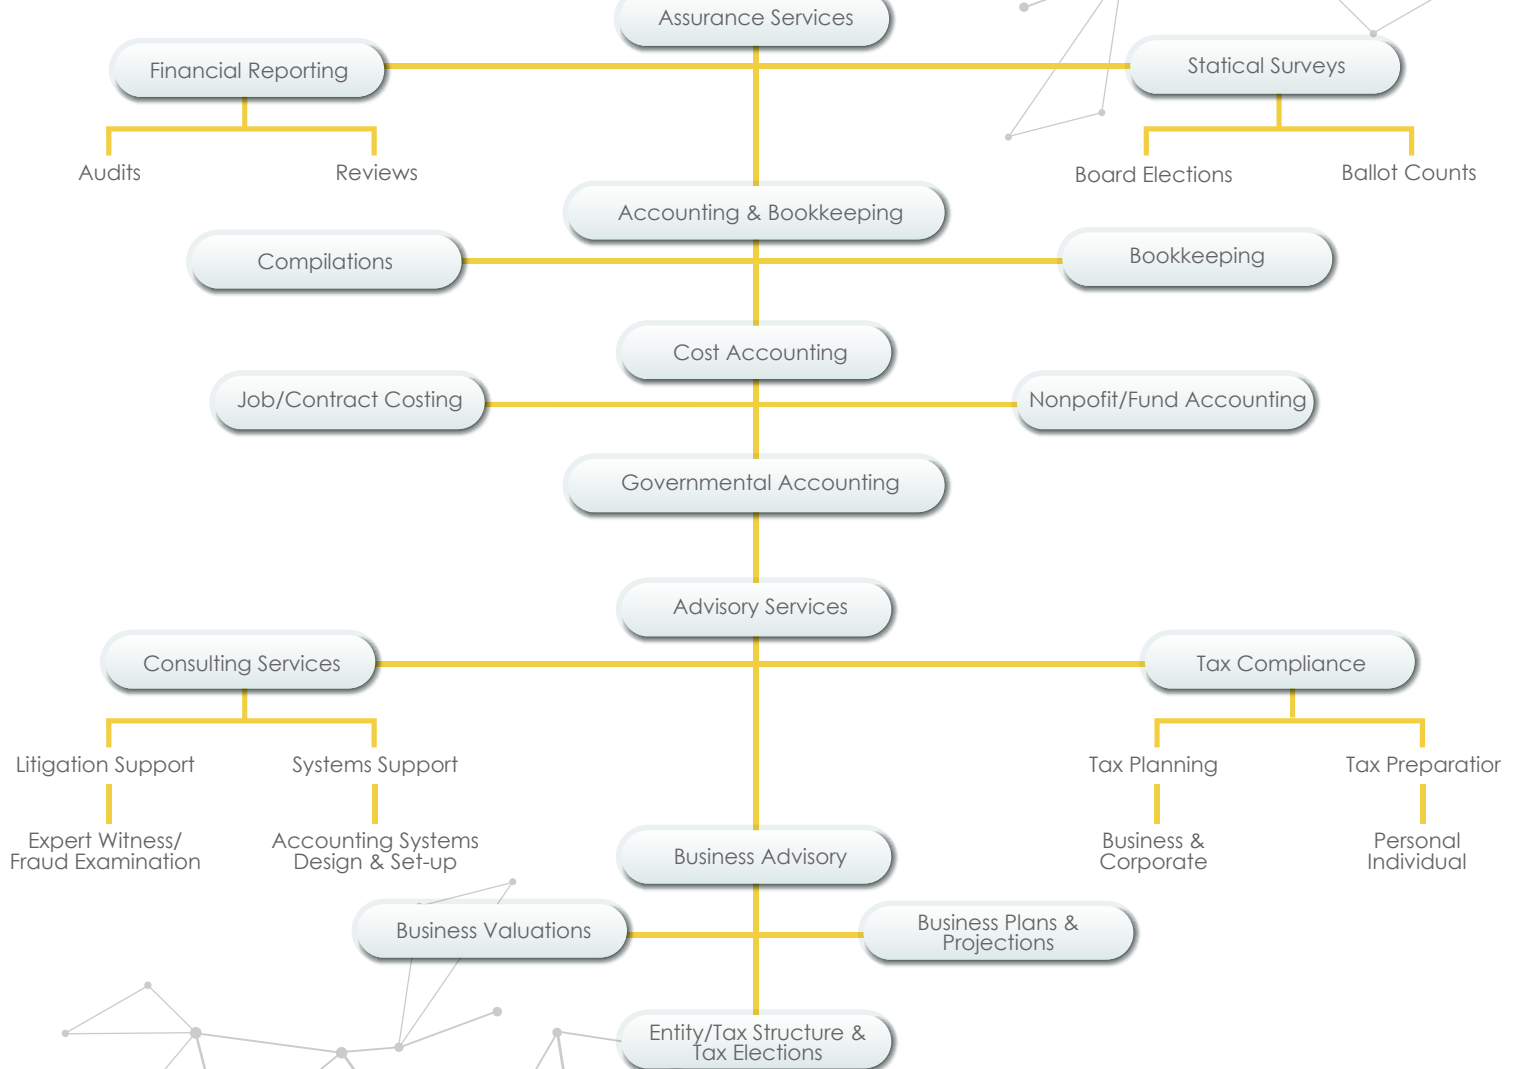 Assurance Services
Financial Reporting
Statical Surveys
Audits
Reviews
Board Elections
Ballot Counts
Accounting & Bookkeeping
Compilations
Bookkeeping
Cost Accounting
Job/Contract Costing
Nonpofit/Fund Accounting
Governmental Accounting
Advisory Services
Consulting Services
Tax Compliance
Litigation Support
Systems Support
Tax Planning
Tax Preparatior
Expert Witness/
Fraud Examination
Accounting Systems
Design & Set-up
Business Advisory
Business &
Corporate
Personal
Individual
Business Valuations
Business Plans &
Projections
Entity/Tax Structure &
Tax Elections